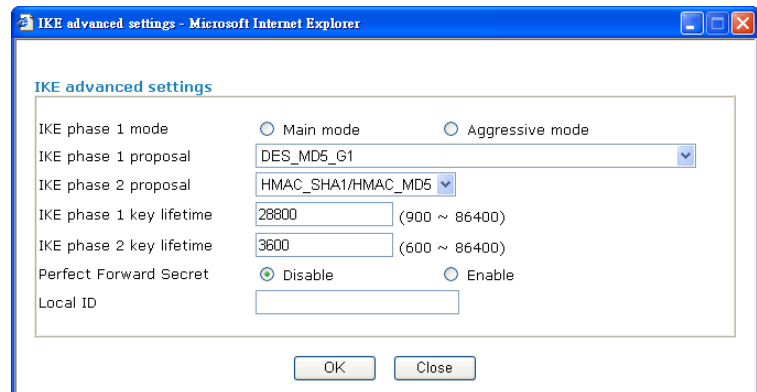 IKE advanced settings - Microsoft Internet Explorer
IKE advanced settings
IKE phase 1 mode Main mode Aggressive mode
IKE phase 1 proposal DES_MD5_G1
IKE phase 2 proposal HMAC_SHA1/HMAC_MD5
IKE phase 1 key lifetime 28800 (900 ~ 86400)
IKE phase 2 key lifetime 3600 (600 ~ 86400)
Perfect Forward Secret Disable Enable
Local ID
OK Close